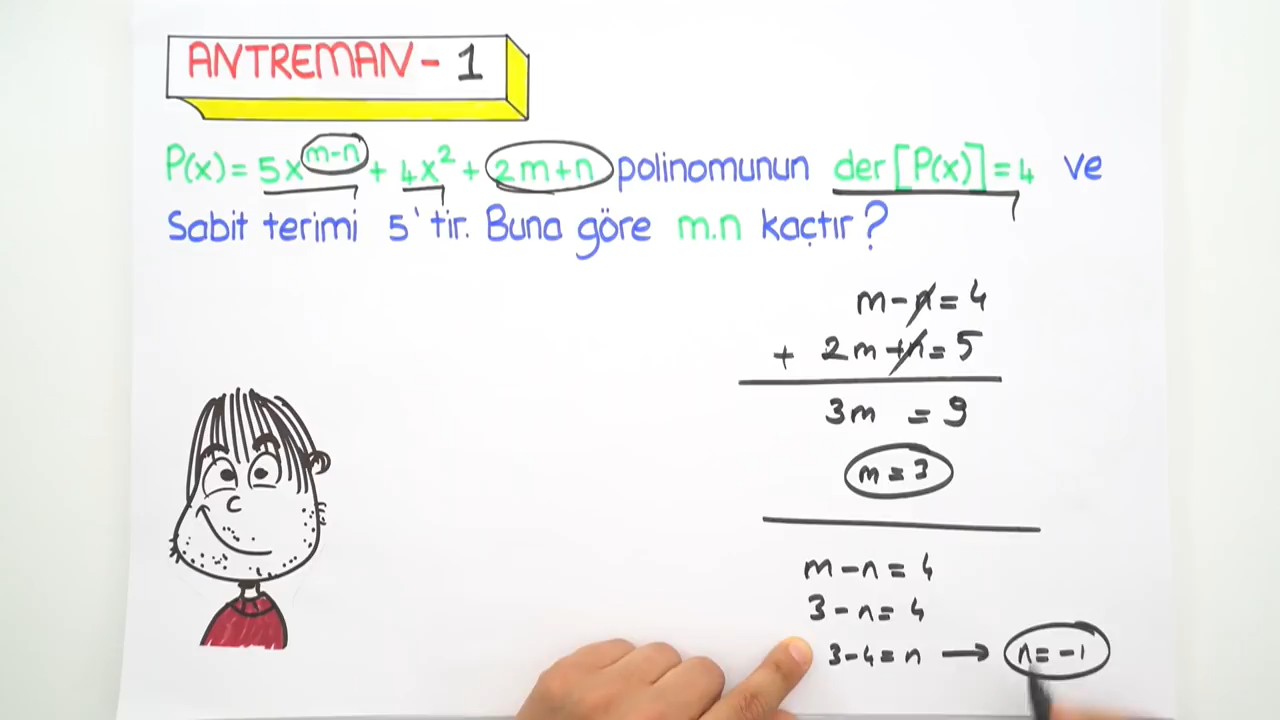 ANTREMAN - 1
P(x) = 5x^{m-n} + 4x² + 2m+n polinomunun der [P(x)] = 4 ve
Sabit terimi 5'tir. Buna göre m.n kaçtır?
m - n = 4
+ 2m + n = 5
3m = 9
m = 3
m - n = 4
3 - n = 4
3 - 4 = n → n = -1